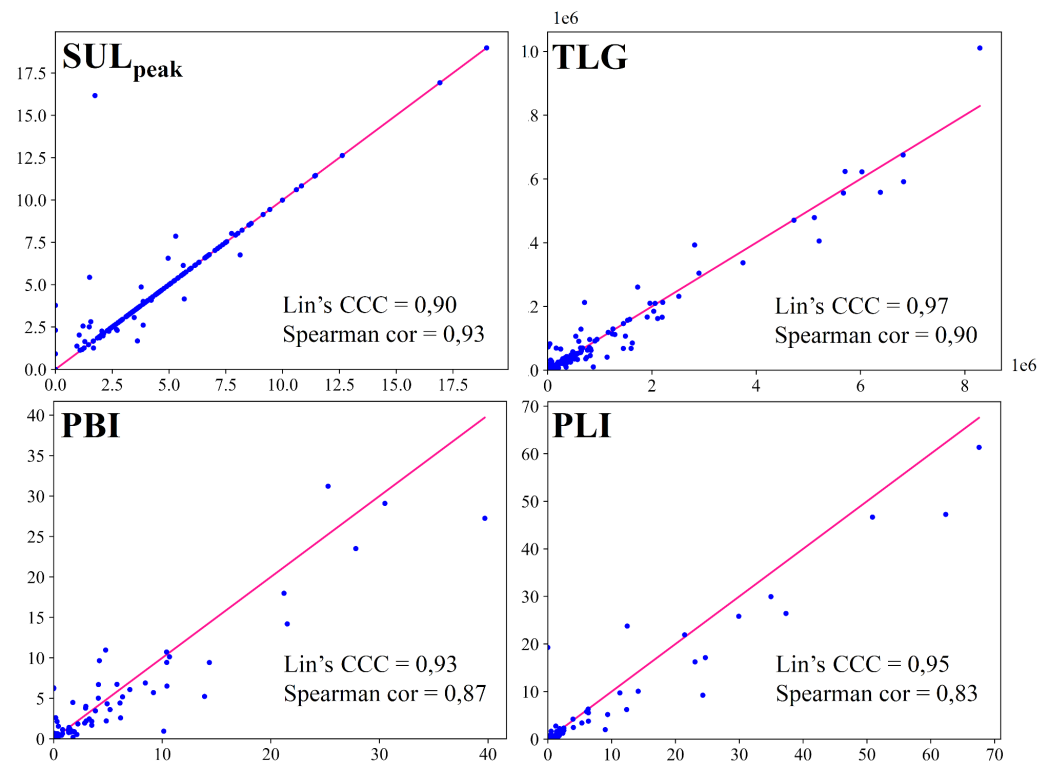 1e6
SULpeak
TLG
17.5
15.0
12.5
10.0
7.5
5.0
2.5
0.0
Lin's CCC = 0,90
Spearman cor = 0,93
0.0 2.5 5.0 7.5 10.0 12.5 15.0 17.5
10
8
6
4
2
0
Lin's CCC = 0,97
Spearman cor = 0,90
0 2 4 6 8
1e6
PBI
40
35
30
25
20
15
10
5
0
Lin's CCC = 0,93
Spearman cor = 0,87
0 10 20 30 40
PLI
70
60
50
40
30
20
10
0
Lin's CCC = 0,95
Spearman cor = 0,83
0 10 20 30 40 50 60 70